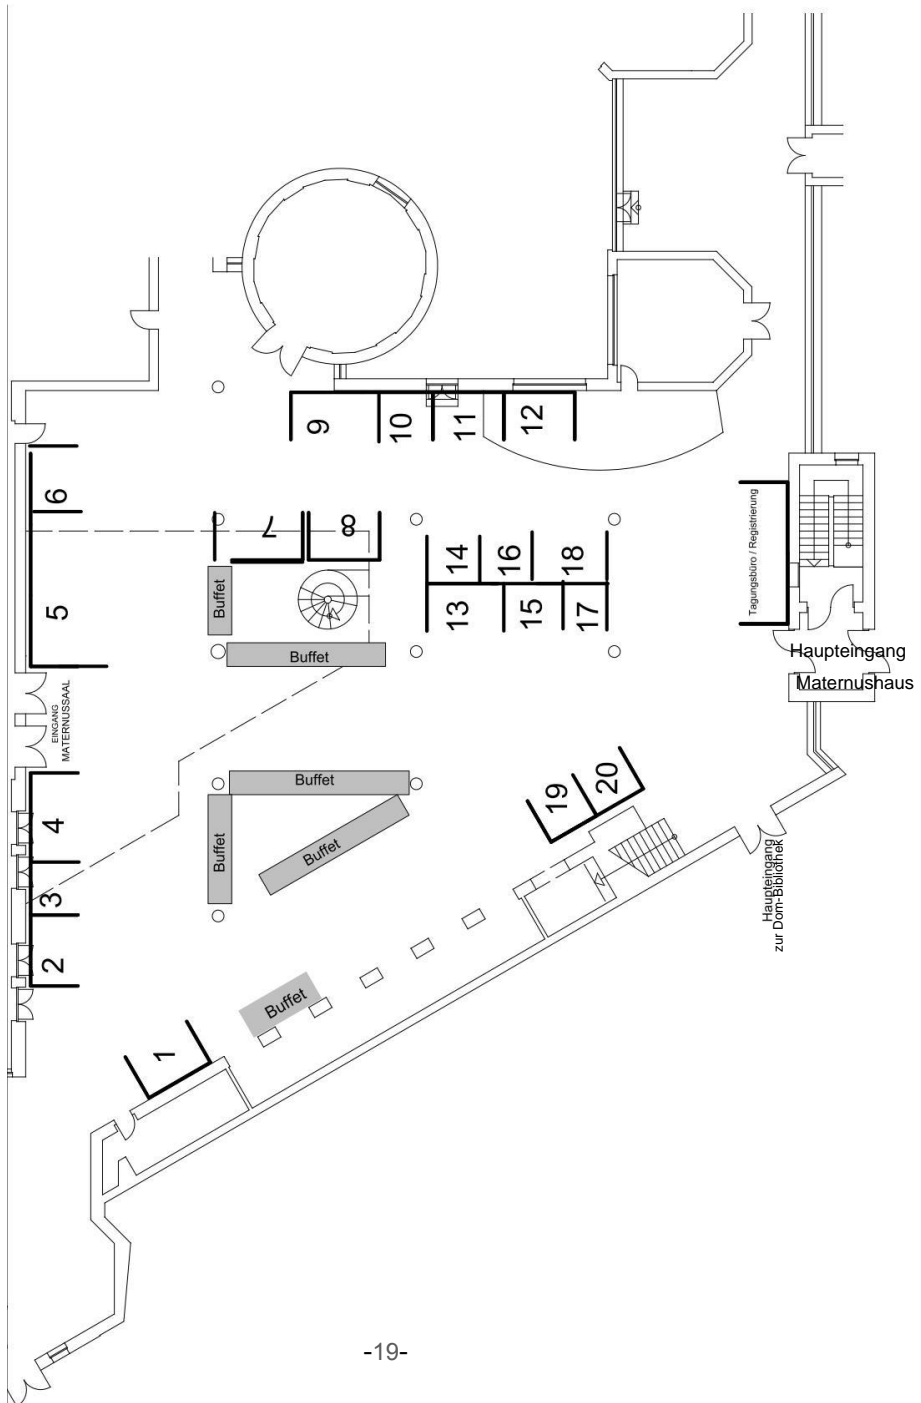 9
10
11
12
6
7
8
14
16
18
Tagungsbüro / Registrierung
5
Buffet
13
15
17
Buffet
Haupteingang
Maternushaus
EINGANG
MATERNUSSAAL
Buffet
19
20
4
Buffet
Buffet
3
Haupteingang
zur Dom-Bibliothek
2
Buffet
1
-19-